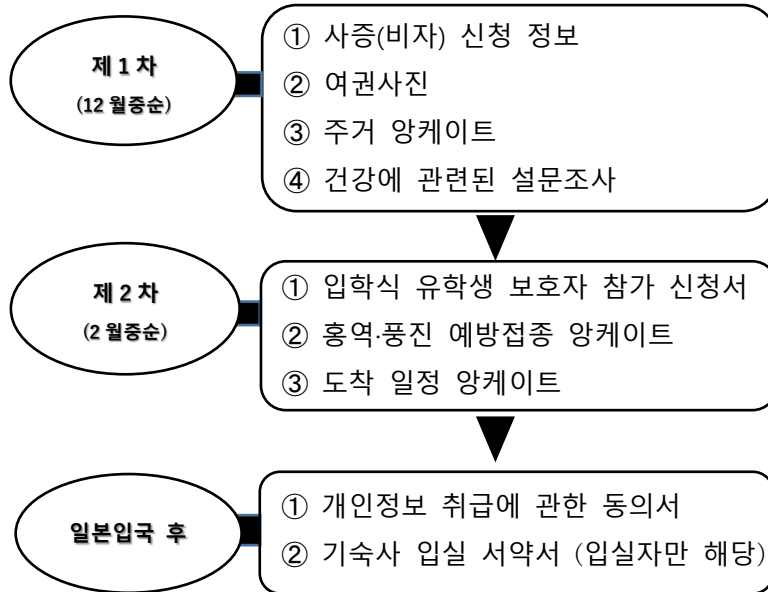 제 1 차
(12 월중순)
① 사증(비자) 신청 정보
② 여권사진
③ 주거 앙케이트
④ 건강에 관련된 설문조사
제 2 차
(2 월중순)
① 입학식 유학생 보호자 참가 신청서
② 홍역·풍진 예방접종 앙케이트
③ 도착 일정 앙케이트
일본입국 후
① 개인정보 취급에 관한 동의서
② 기숙사 입실 서약서 (입실자만 해당)